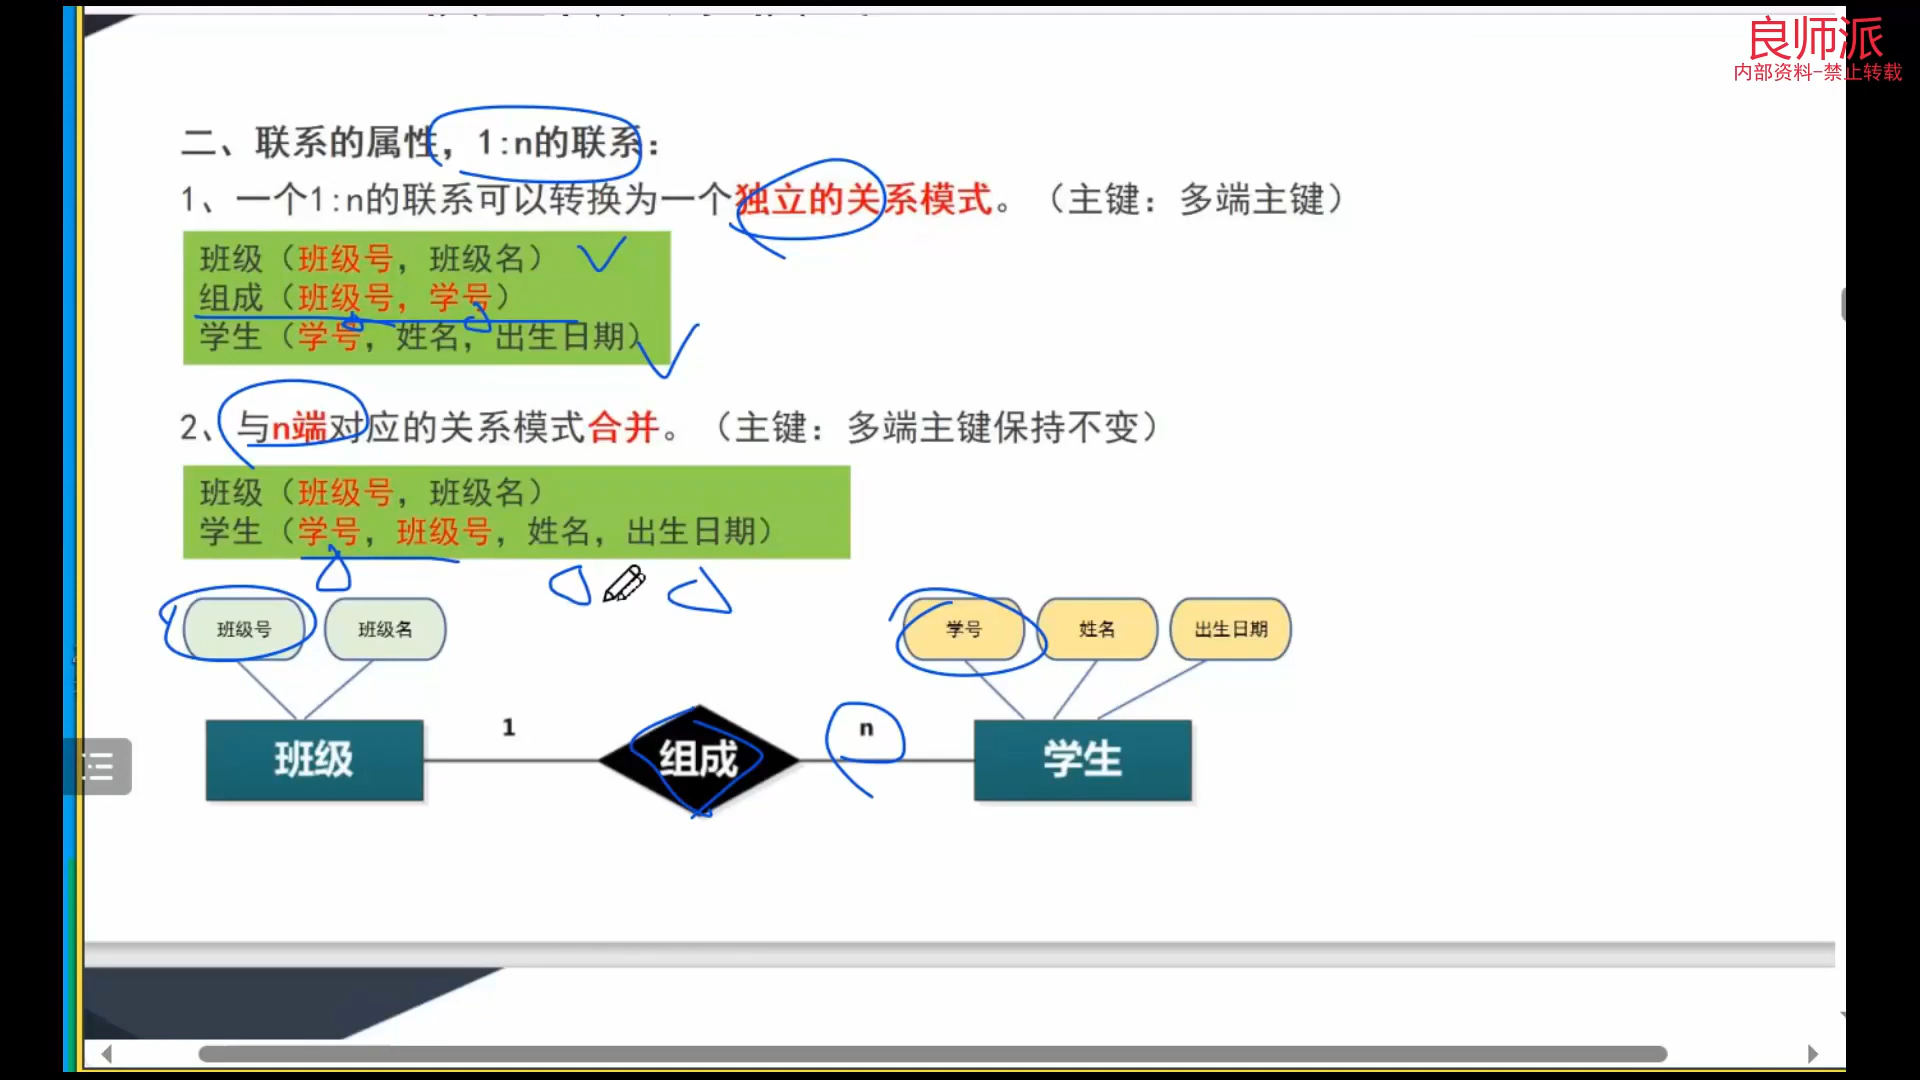 良师派
内部资料-禁止转载
二、联系的属性，1:n的联系：
1、一个1:n的联系可以转换为一个独立的关系模式。（主键：多端主键）
班级（班级号，班级名）
组成（班级号，学号）
学生（学号，姓名，出生日期）
2、与n端对应的关系模式合并。（主键：多端主键保持不变）
班级（班级号，班级名）
学生（学号，班级号，姓名，出生日期）
班级号 班级名 学号 姓名 出生日期
1 n
班级 组成 学生